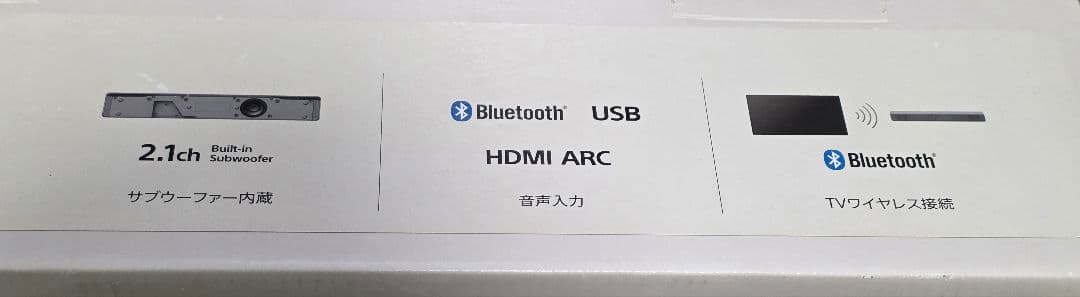 2.1ch Built-in Subwoofer
サブウーファー内蔵
Bluetooth® USB
HDMI ARC
音声入力
Bluetooth®
TVワイヤレス接続